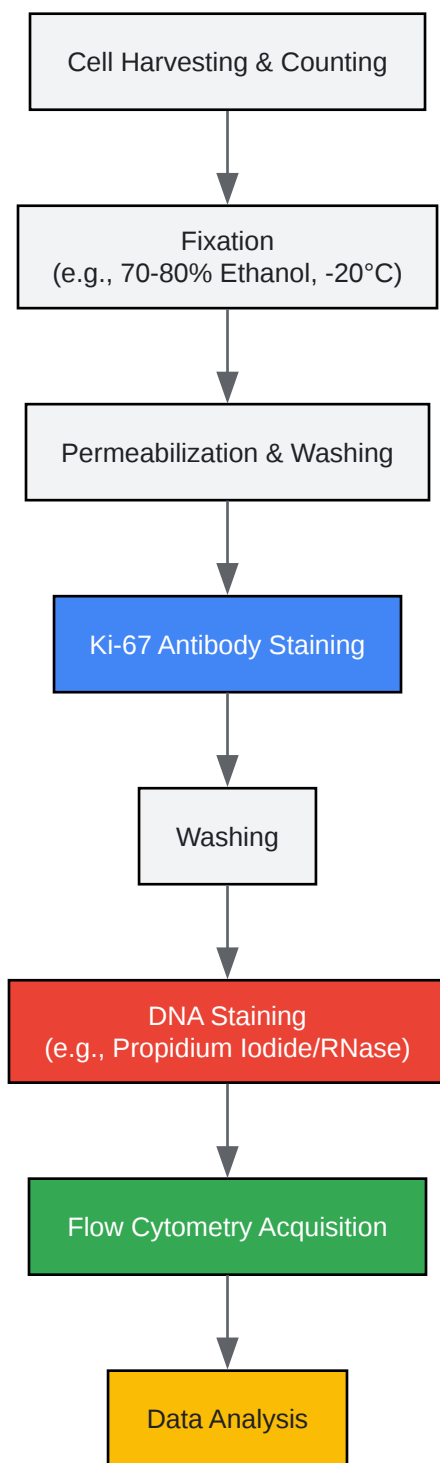 Cell Harvesting & Counting
Fixation
(e.g., 70-80% Ethanol, -20°C)
Permeabilization & Washing
Ki-67 Antibody Staining
Washing
DNA Staining
(e.g., Propidium Iodide/RNase)
Flow Cytometry Acquisition
Data Analysis